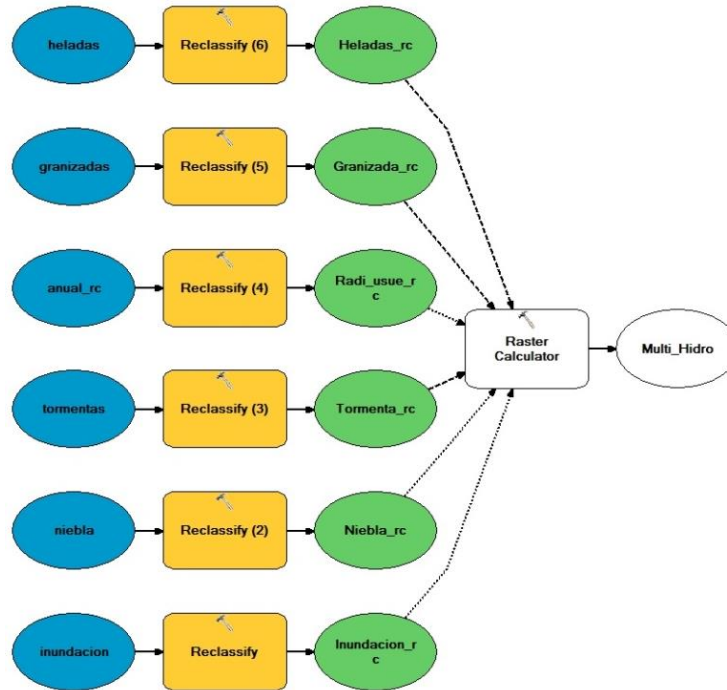 heladas
Reclassify (6)
Heladas_rc
granizadas
Reclassify (5)
Granizada_rc
anual_rc
Reclassify (4)
Radi_usue_r
c
Raster
Calculator
Multi_Hidro
tormentas
Reclassify (3)
Tormenta_rc
niebla
Reclassify (2)
Niebla_rc
inundacion
Reclassify
Inundacion_r
c